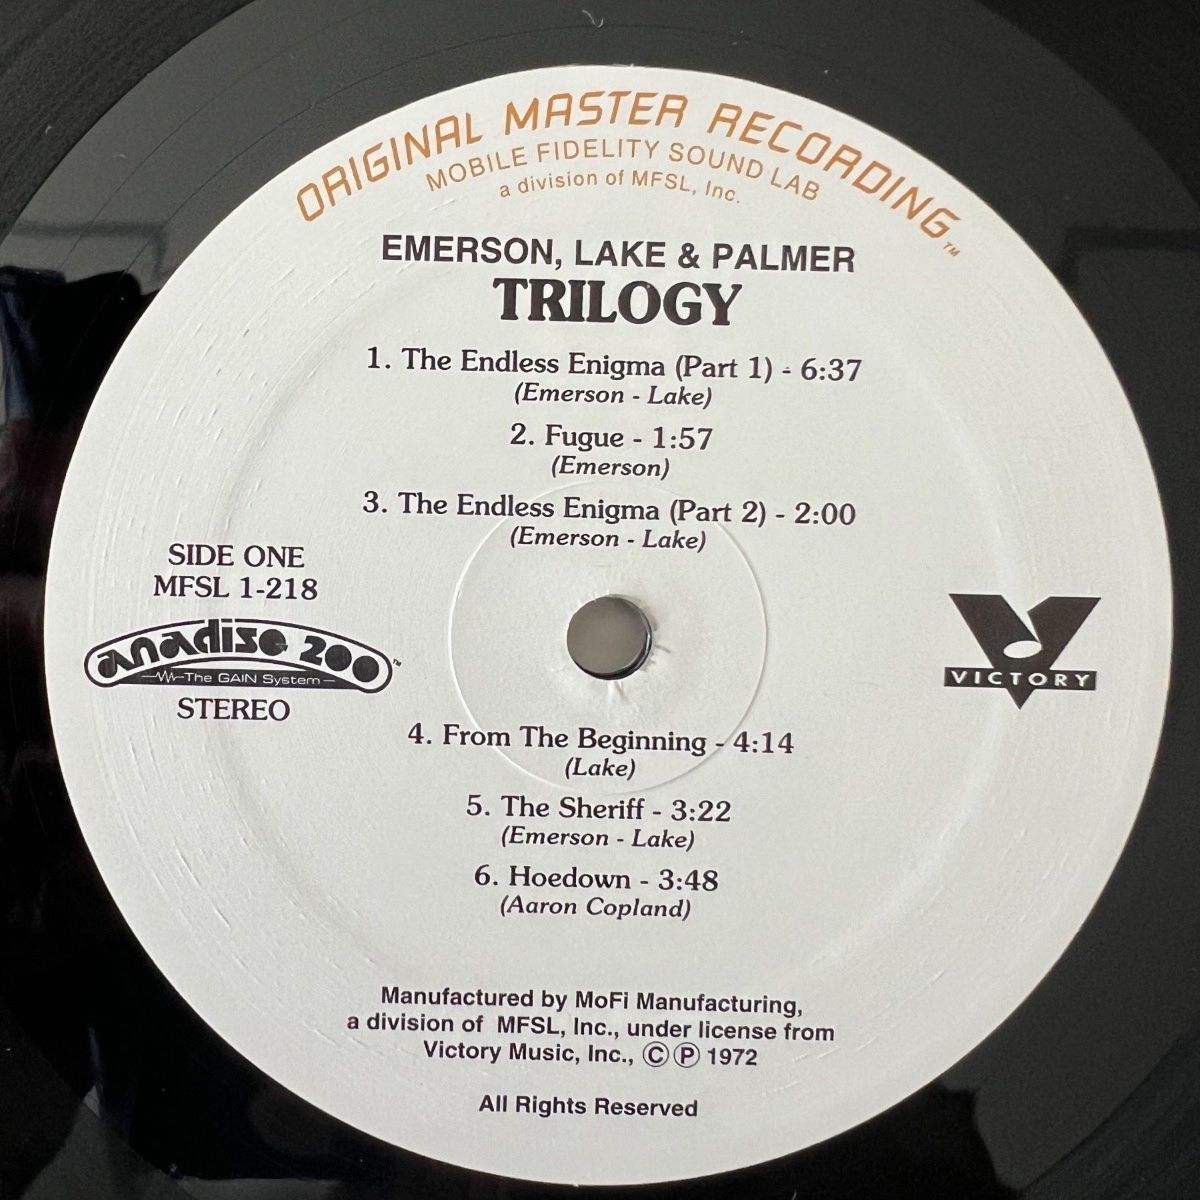 ORIGINAL MASTER RECORDING™
MOBILE FIDELITY SOUND LAB
a division of MFSL, Inc.
EMERSON, LAKE & PALMER
TRILOGY
1. The Endless Enigma (Part 1) - 6:37
(Emerson - Lake)
2. Fugue - 1:57
(Emerson)
3. The Endless Enigma (Part 2) - 2:00
(Emerson - Lake)
SIDE ONE
MFSL 1-218
anadisq 200™
The GAIN System
STEREO
VICTORY
4. From The Beginning - 4:14
(Lake)
5. The Sheriff - 3:22
(Emerson - Lake)
6. Hoedown - 3:48
(Aaron Copland)
Manufactured by MoFi Manufacturing,
a division of MFSL, Inc., under license from
Victory Music, Inc., Ⓒ Ⓟ 1972
All Rights Reserved